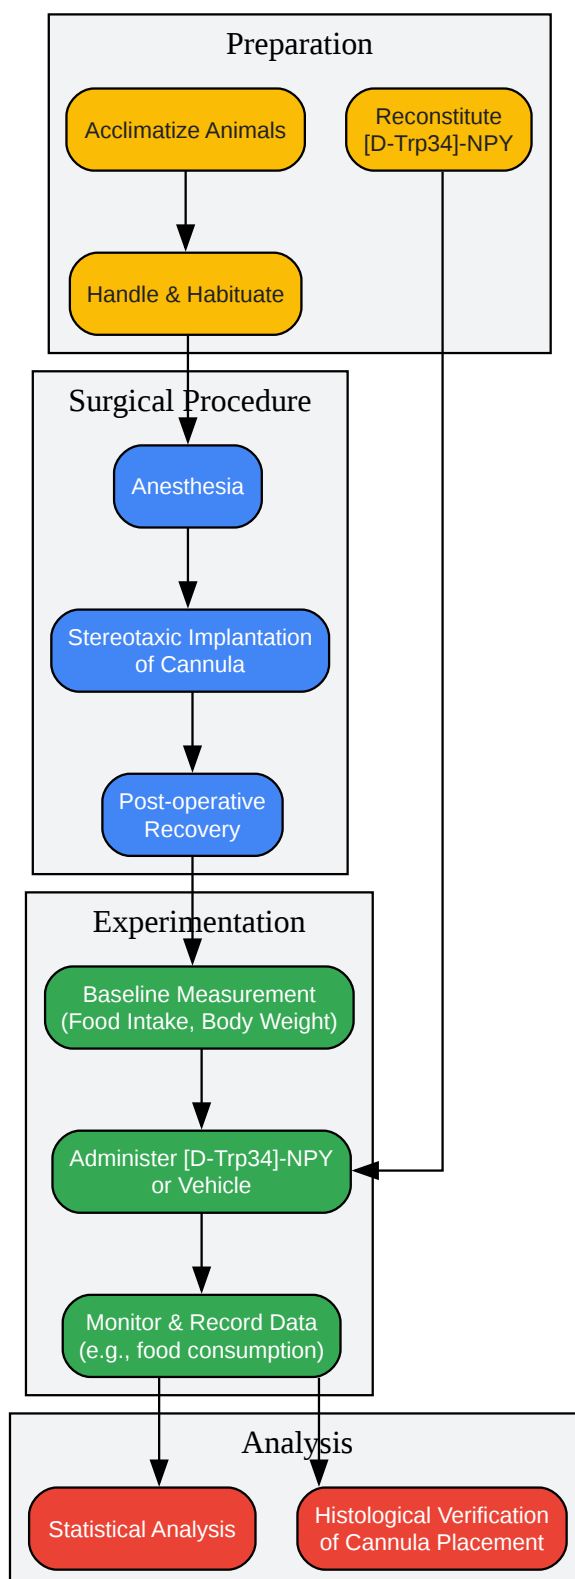 Preparation
Acclimatize Animals
Reconstitute
[D-Trp34]-NPY
Handle & Habituate
Surgical Procedure
Anesthesia
Stereotaxic Implantation
of Cannula
Post-operative
Recovery
Experimentation
Baseline Measurement
(Food Intake, Body Weight)
Administer [D-Trp34]-NPY
or Vehicle
Monitor & Record Data
(e.g., food consumption)
Analysis
Statistical Analysis
Histological Verification
of Cannula Placement